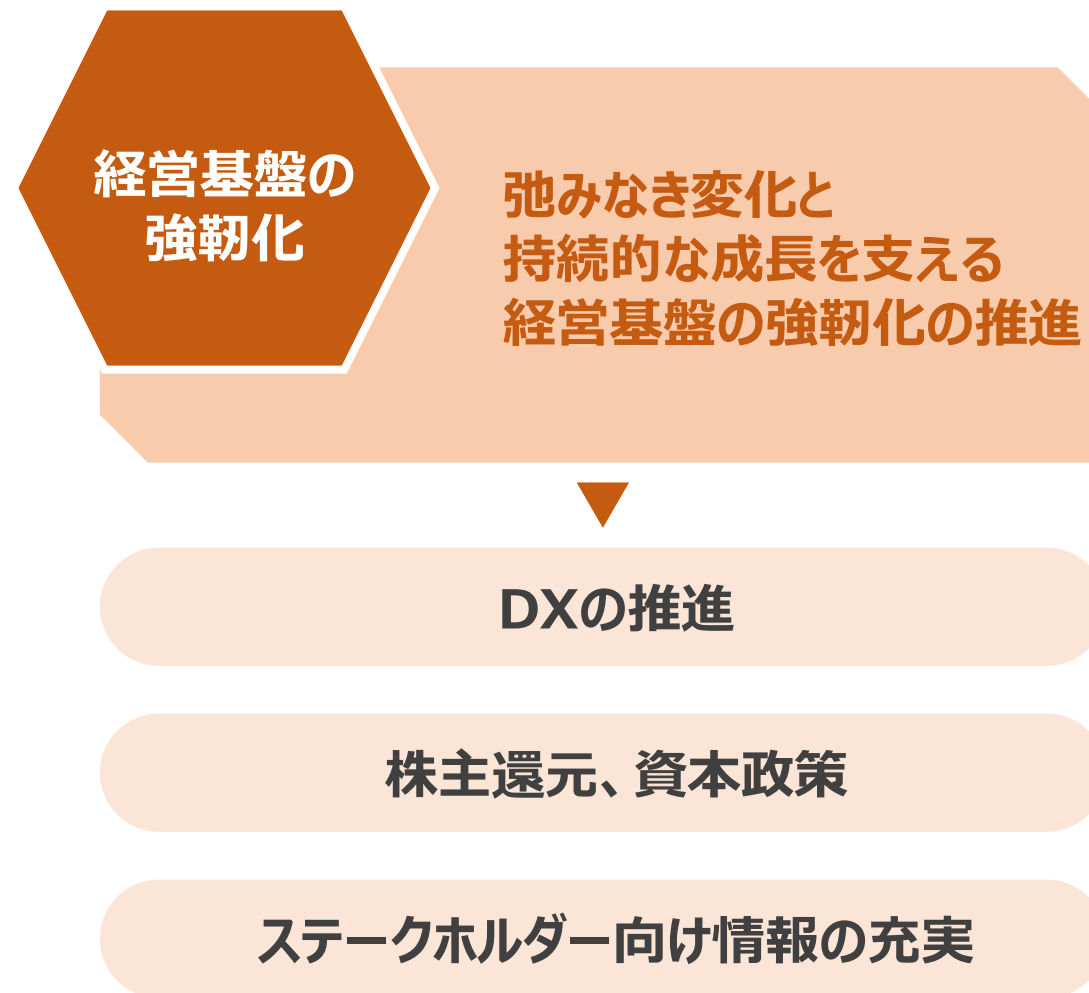 経営基盤の
強靭化
弛みなき変化と
持続的な成長を支える
経営基盤の強靭化の推進
DXの推進
株主還元、資本政策
ステークホルダー向け情報の充実